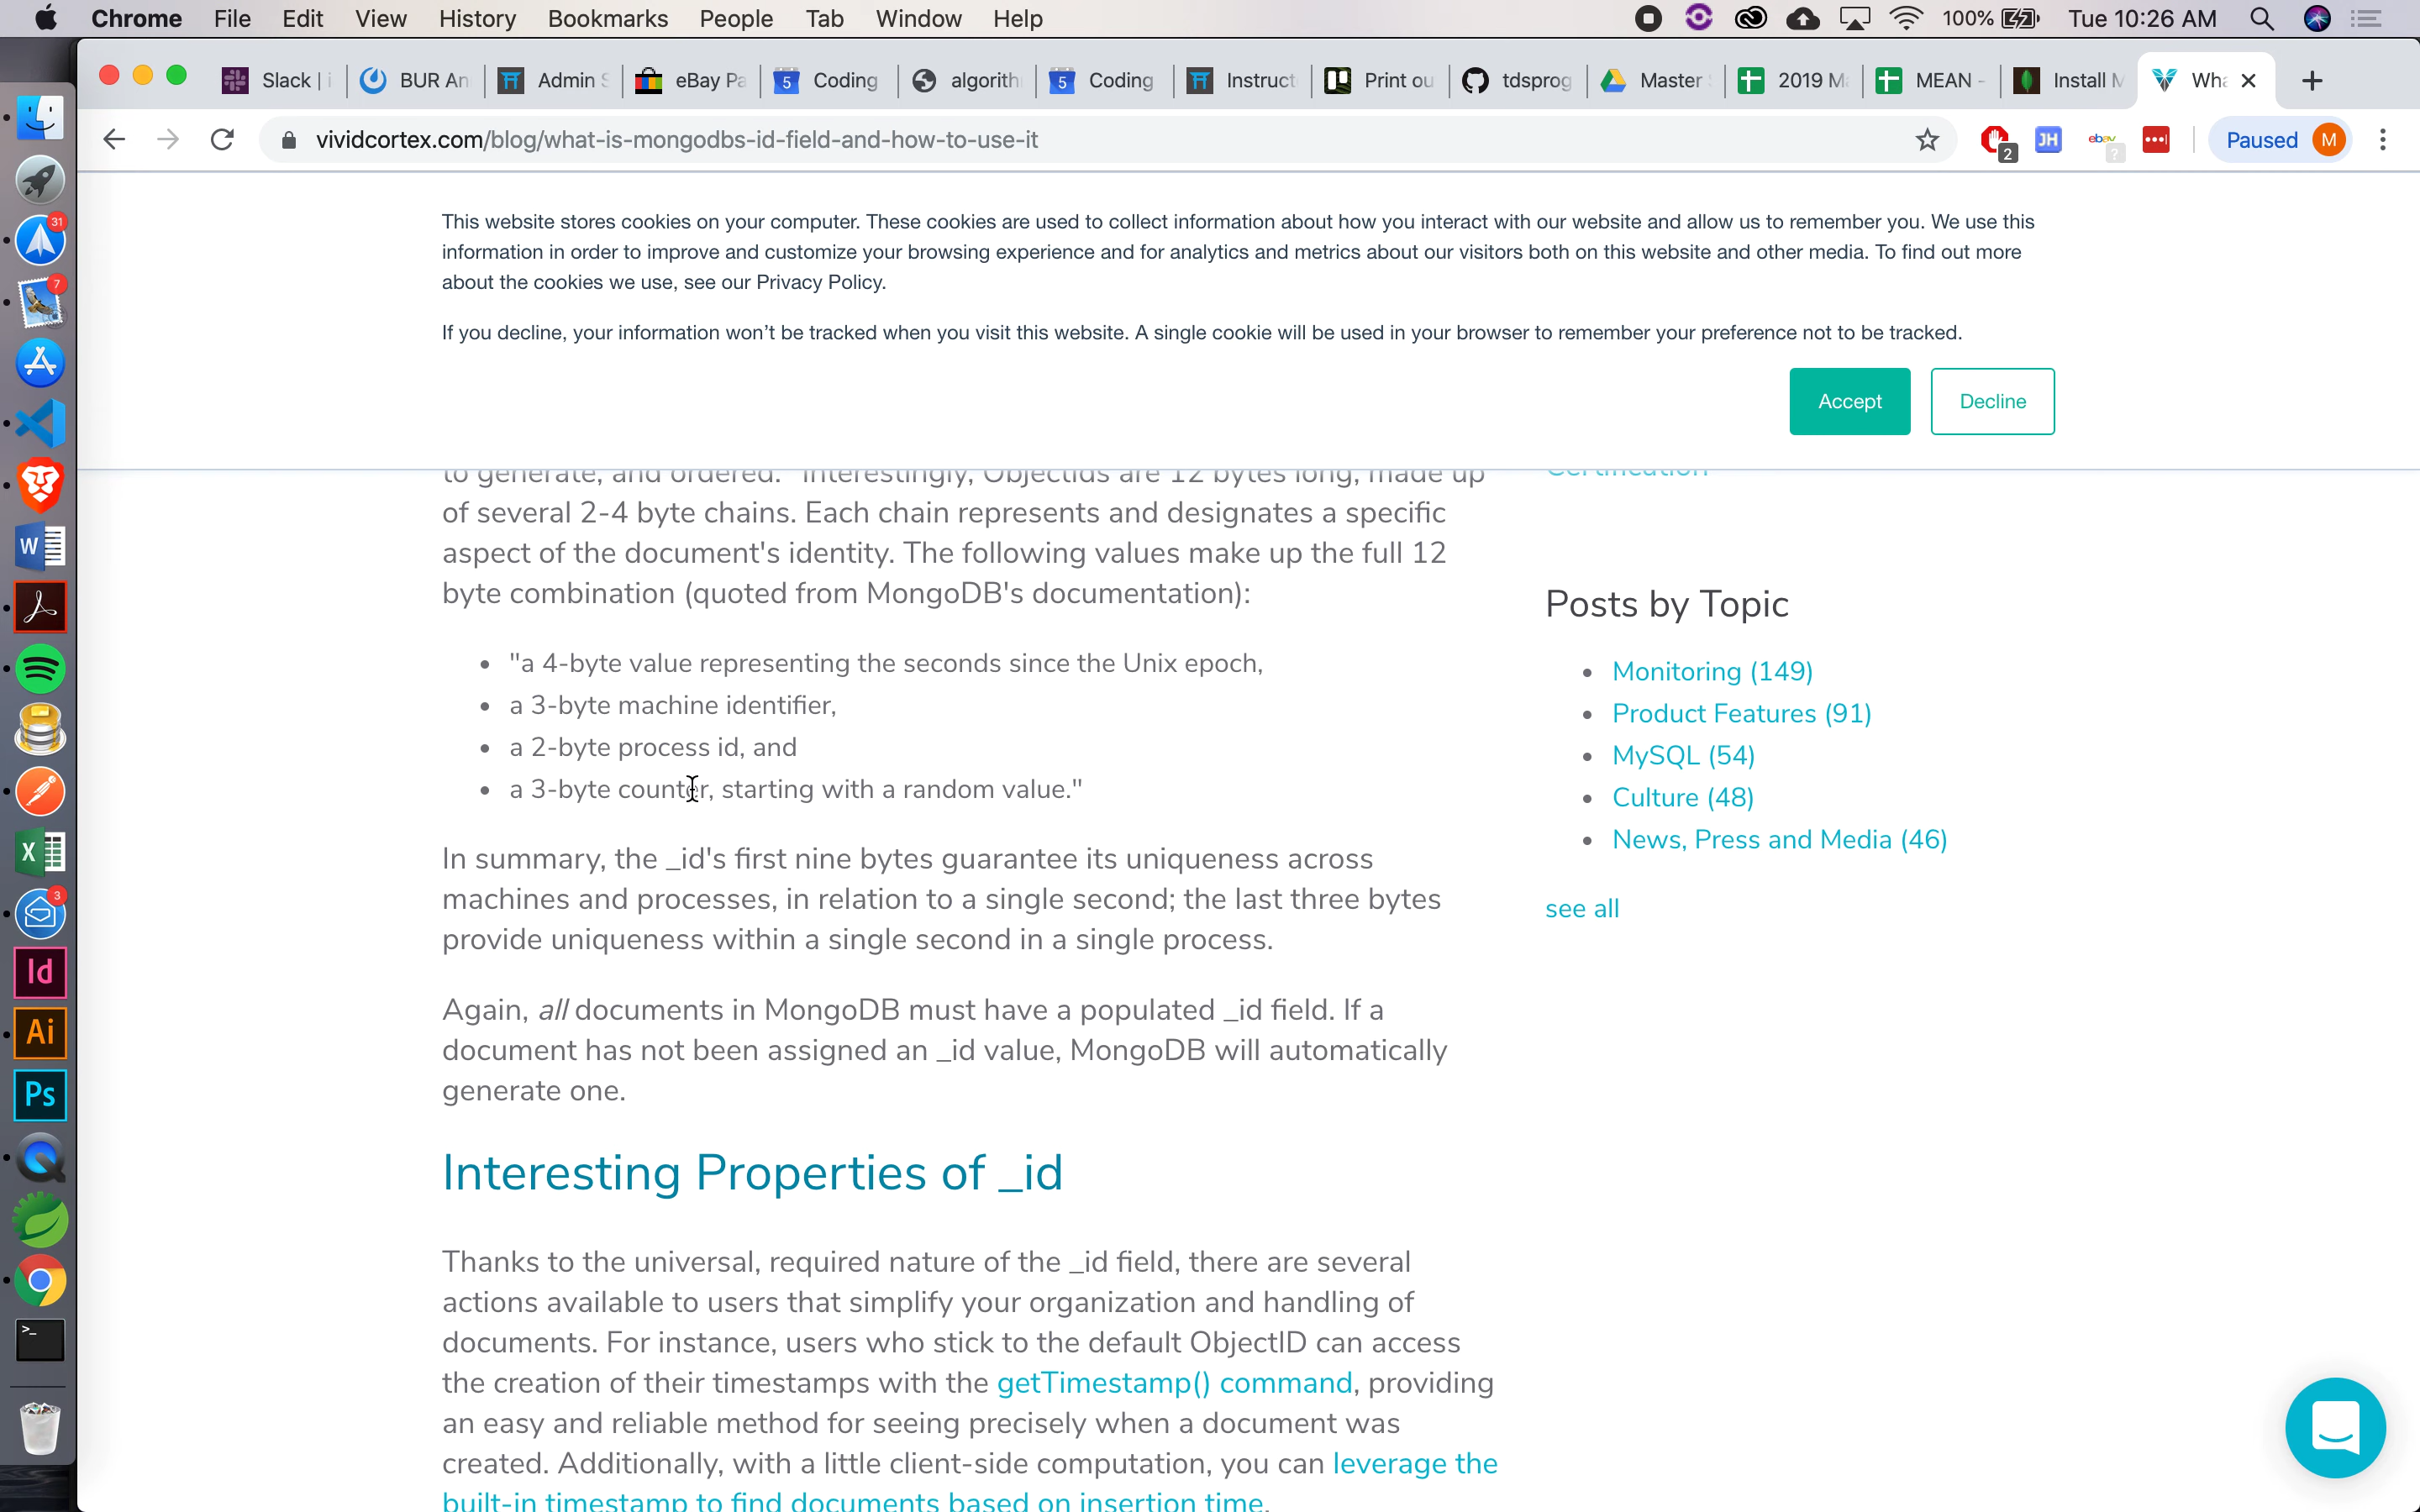 Chrome File Edit View History Bookmarks People Tab Window Help 100% Tue 10:26 AM
Slack | i BUR An Admin S eBay Pa 5 Coding algorith 5 Coding Instruct Print ou tdsprog Master 2019 Ma MEAN - Install M Wha
vividcortex.com/blog/what-is-mongodbs-id-field-and-how-to-use-it 2 JH ebay ? Paused M
This website stores cookies on your computer. These cookies are used to collect information about how you interact with our website and allow us to remember you. We use this
information in order to improve and customize your browsing experience and for analytics and metrics about our visitors both on this website and other media. To find out more
about the cookies we use, see our Privacy Policy.
If you decline, your information won’t be tracked when you visit this website. A single cookie will be used in your browser to remember your preference not to be tracked.
Accept Decline
to generate, and ordered." Interestingly, ObjectIds are 12 bytes long, made up
of several 2-4 byte chains. Each chain represents and designates a specific
aspect of the document's identity. The following values make up the full 12
byte combination (quoted from MongoDB's documentation):
• "a 4-byte value representing the seconds since the Unix epoch,
• a 3-byte machine identifier,
• a 2-byte process id, and
• a 3-byte counter, starting with a random value."
In summary, the _id's first nine bytes guarantee its uniqueness across
machines and processes, in relation to a single second; the last three bytes
provide uniqueness within a single second in a single process.
Again, all documents in MongoDB must have a populated _id field. If a
document has not been assigned an _id value, MongoDB will automatically
generate one.
Interesting Properties of _id
Thanks to the universal, required nature of the _id field, there are several
actions available to users that simplify your organization and handling of
documents. For instance, users who stick to the default ObjectID can access
the creation of their timestamps with the getTimestamp() command, providing
an easy and reliable method for seeing precisely when a document was
created. Additionally, with a little client-side computation, you can leverage the
built-in timestamp to find documents based on insertion time.
Certification
Posts by Topic
• Monitoring (149)
• Product Features (91)
• MySQL (54)
• Culture (48)
• News, Press and Media (46)
see all
31
7
W
X
3
Id
Ai
Ps
>_